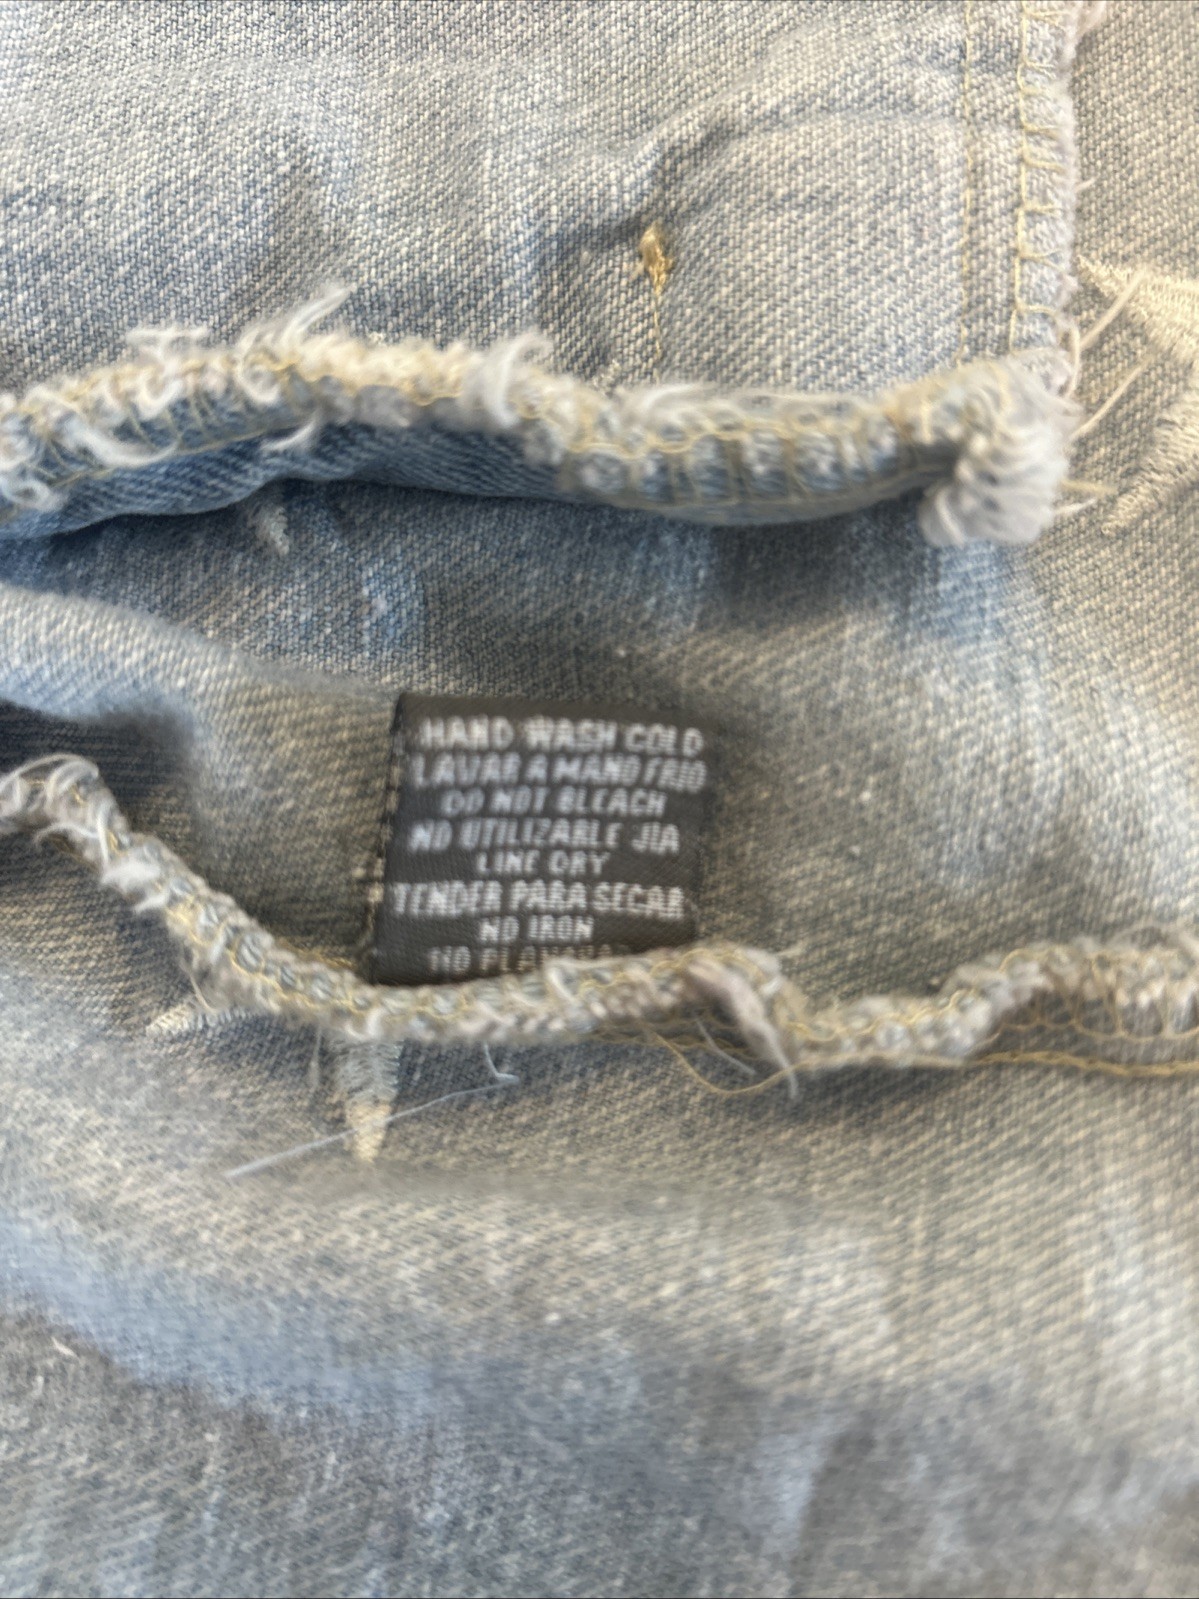 HAND WASH COLD
LAVAR A MANO FRIO
DO NOT BLEACH
NO UTILIZABLE JIA
LINE DRY
TENDER PARA SECAR
NO IRON
NO